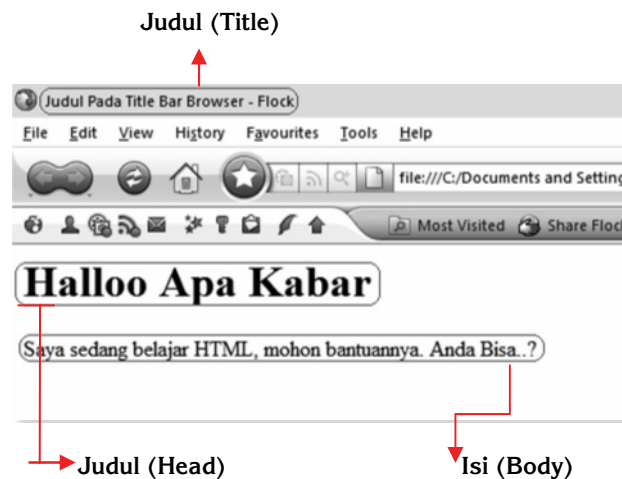 Judul (Title)
Judul Pada Title Bar Browser - Flock
File Edit View History Favourites Tools Help
file:///C:/Documents and Setting
Most Visited Share Floc
Halloo Apa Kabar
Saya sedang belajar HTML, mohon bantuannya. Anda Bisa..?
Judul (Head) Isi (Body)